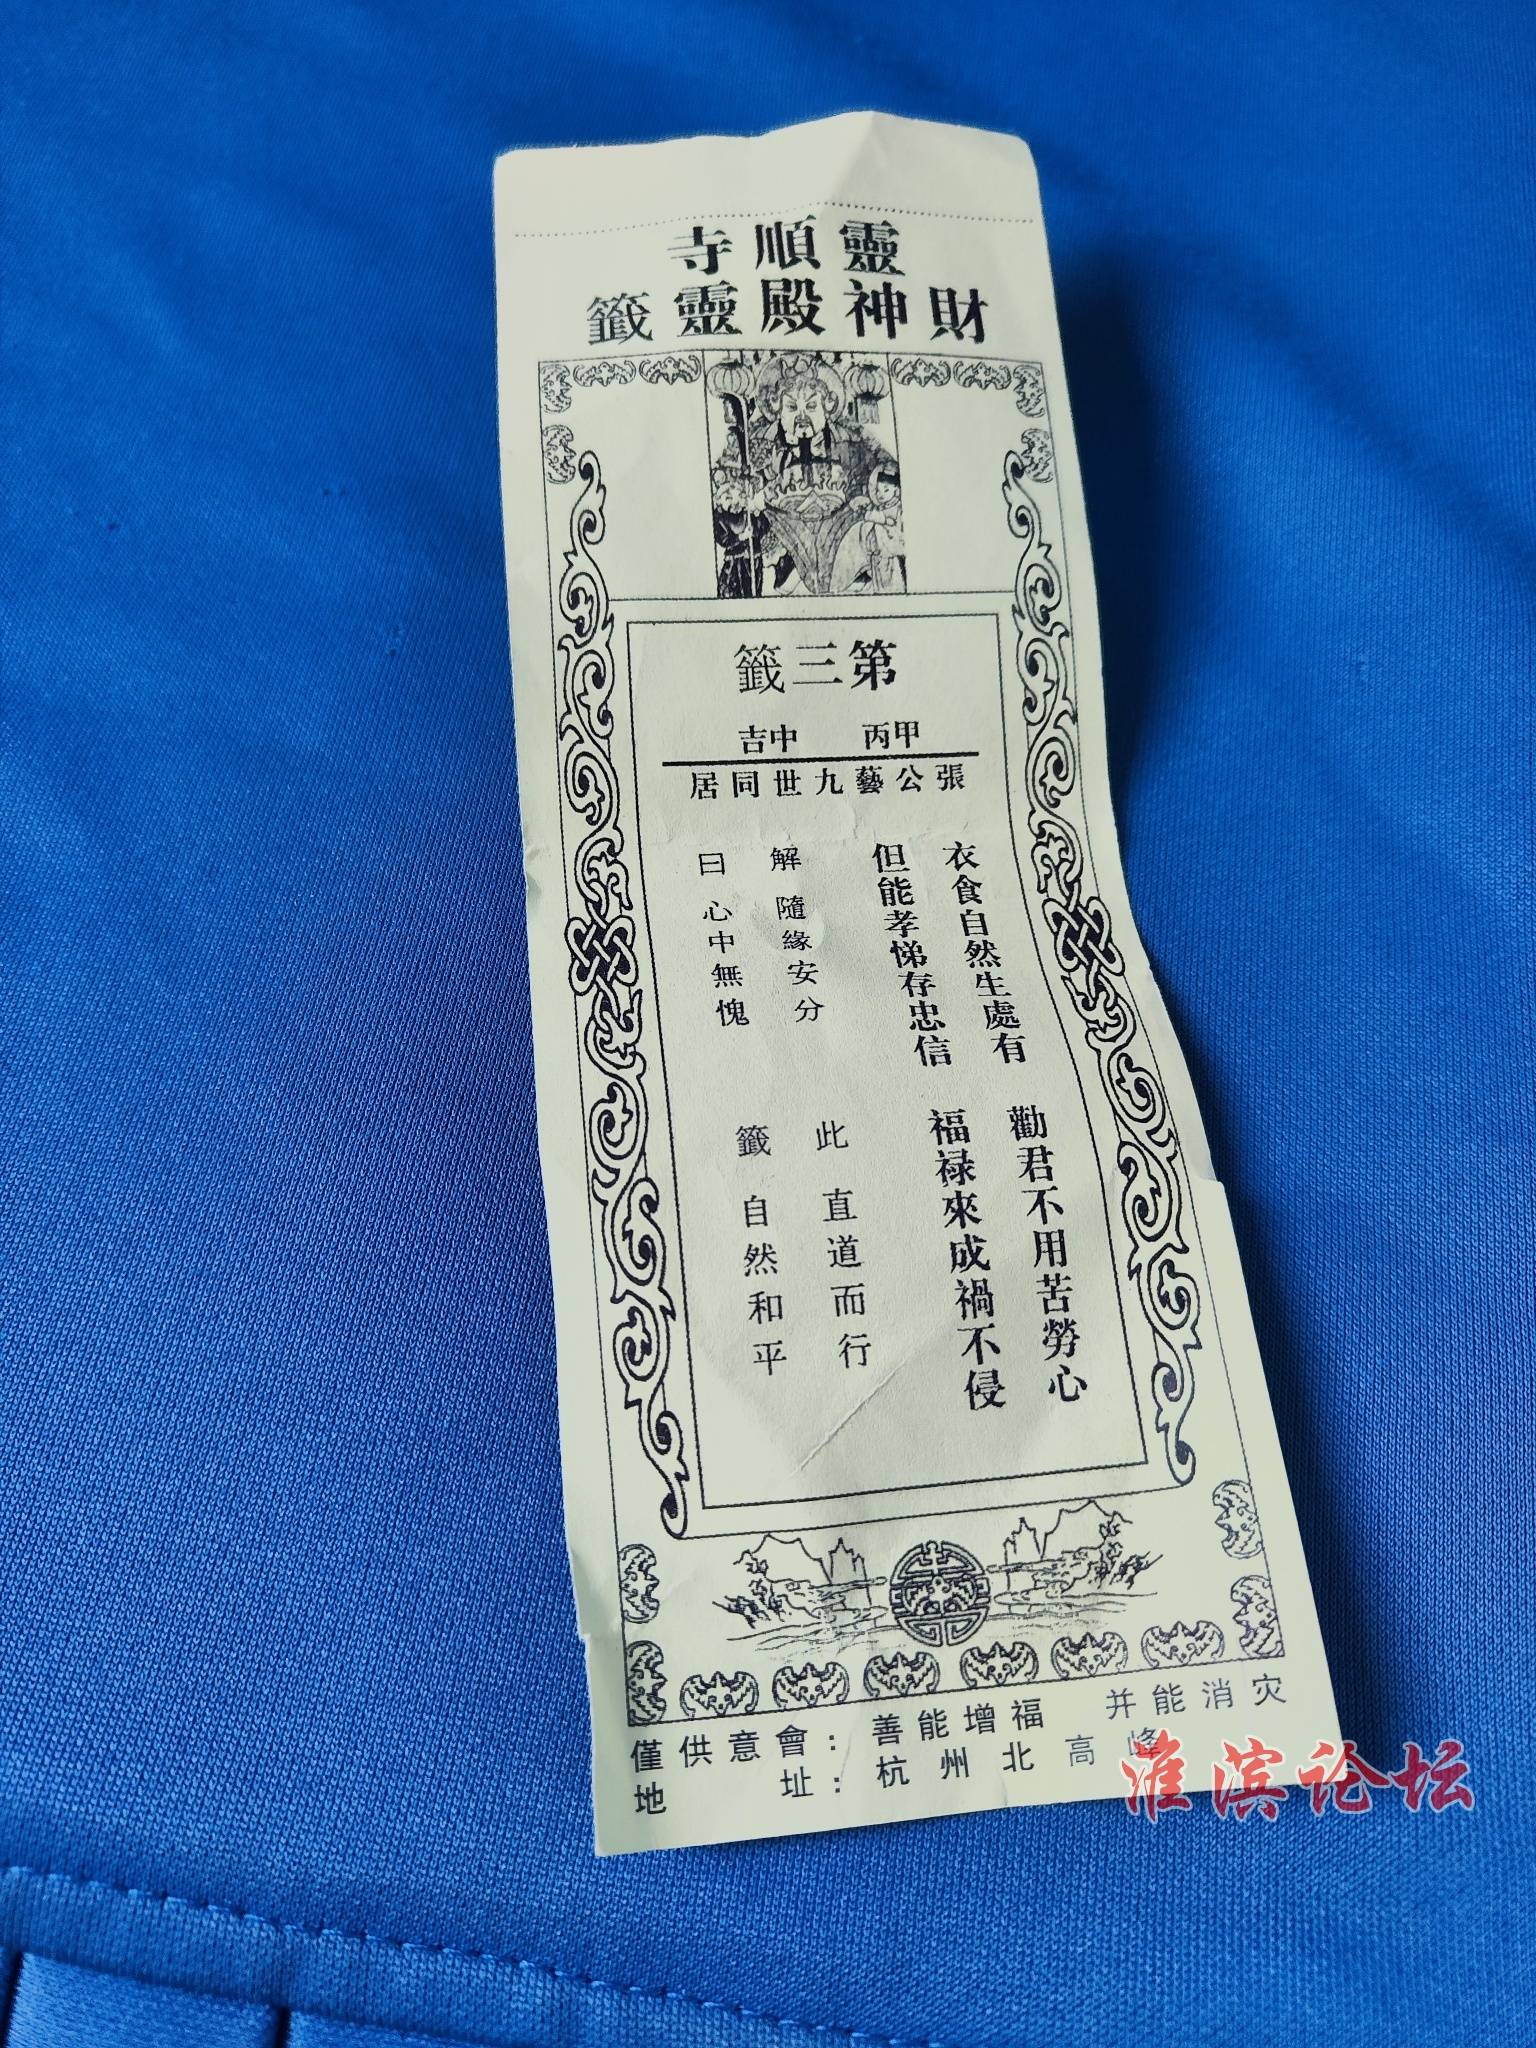 靈順寺
財神殿靈籤
第三籤
甲丙 中吉
張公藝九世同居
衣食自然生處有 勸君不用苦勞心
但能孝悌存忠信 福祿來成禍不侵
解 隨緣安分 此 直道而行
曰 心中無愧 籤 自然和平
僅供意會：善能增福 并能消灾
地址：杭州北高峰
淮滨论坛